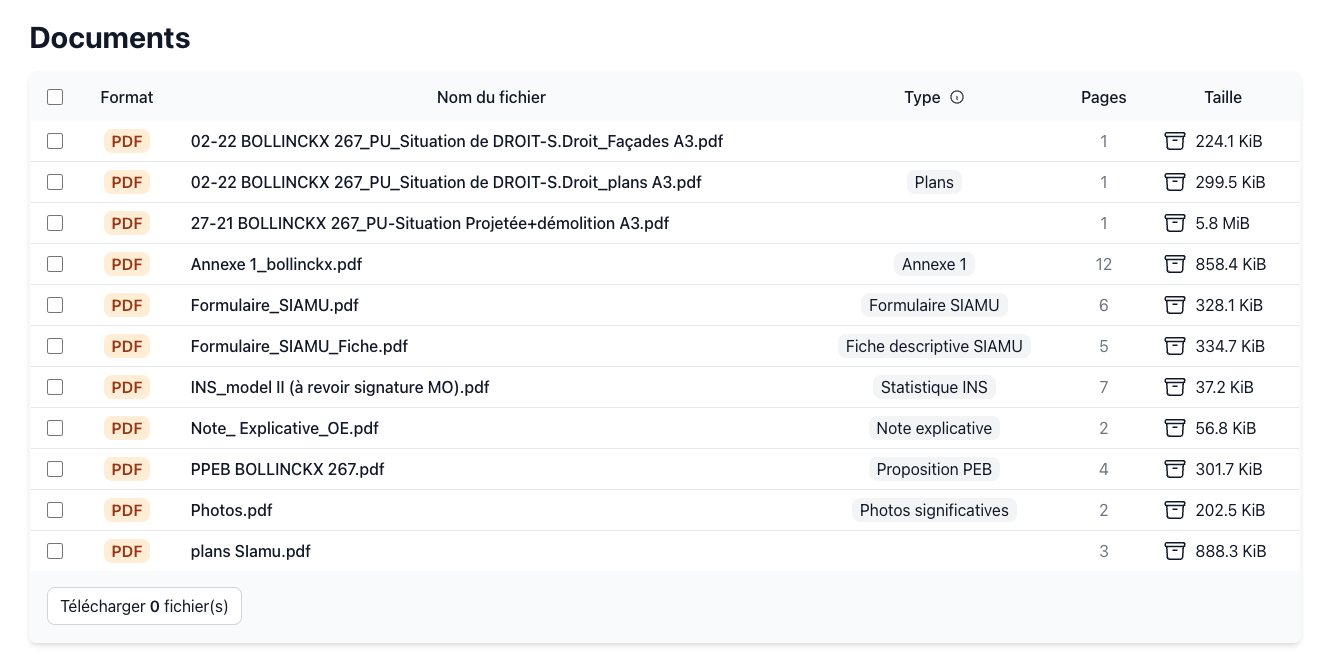 Documents
Format Nom du fichier Type Pages Taille
PDF 02-22 BOLLINCKX 267_PU_Situation de DROIT-S.Droit_Façades A3.pdf 1 224.1 KiB
PDF 02-22 BOLLINCKX 267_PU_Situation de DROIT-S.Droit_plans A3.pdf Plans 1 299.5 KiB
PDF 27-21 BOLLINCKX 267_PU-Situation Projetée+démolition A3.pdf 1 5.8 MiB
PDF Annexe 1_bollinckx.pdf Annexe 1 12 858.4 KiB
PDF Formulaire_SIAMU.pdf Formulaire SIAMU 6 328.1 KiB
PDF Formulaire_SIAMU_Fiche.pdf Fiche descriptive SIAMU 5 334.7 KiB
PDF INS_model II (à revoir signature MO).pdf Statistique INS 7 37.2 KiB
PDF Note_ Explicative_OE.pdf Note explicative 2 56.8 KiB
PDF PPEB BOLLINCKX 267.pdf Proposition PEB 4 301.7 KiB
PDF Photos.pdf Photos significatives 2 202.5 KiB
PDF plans SIamu.pdf 3 888.3 KiB
Télécharger 0 fichier(s)